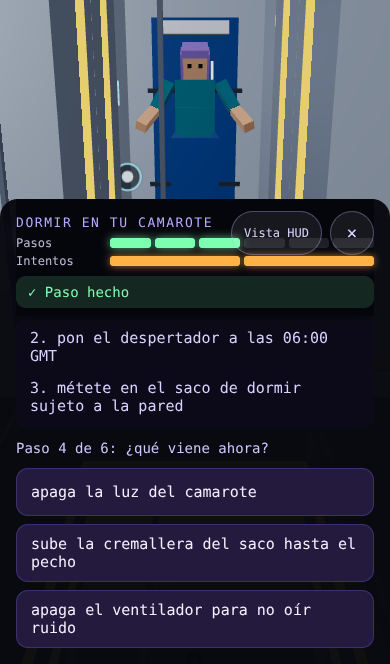 DORMIR EN TU CAMAROTE
Vista HUD
×
Pasos
Intentos
✓ Paso hecho
2. pon el despertador a las 06:00
GMT
3. métete en el saco de dormir
sujeto a la pared
Paso 4 de 6: ¿qué viene ahora?
apaga la luz del camarote
sube la cremallera del saco hasta el
pecho
apaga el ventilador para no oír
ruido